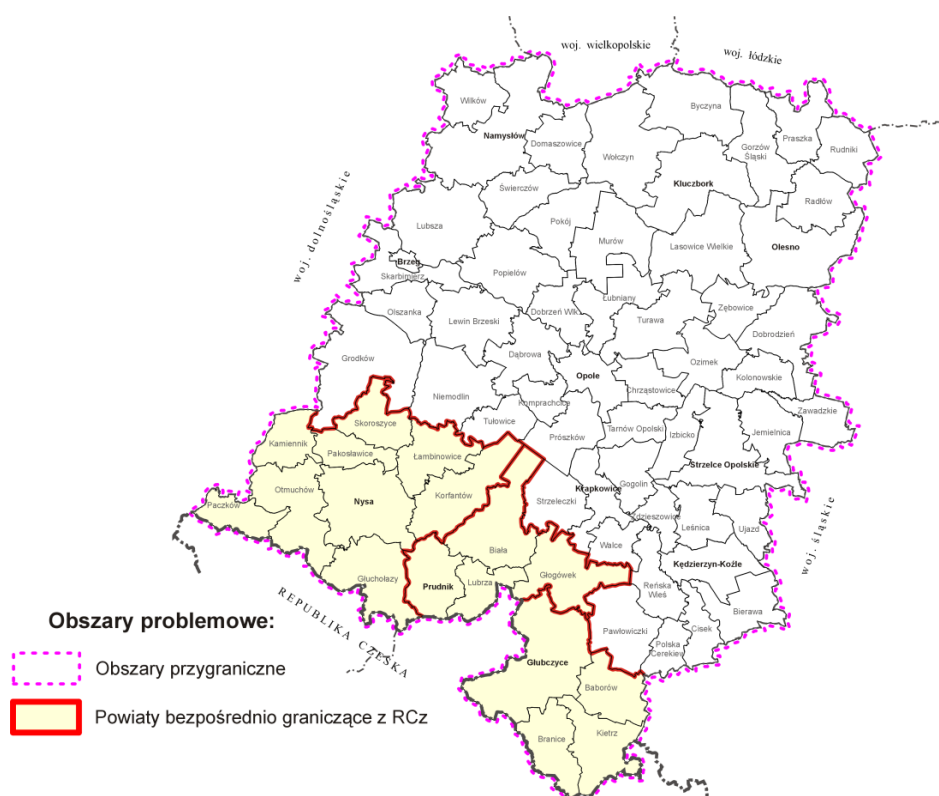 woj. wielkopolskie
woj. łódzkie
Wilków
Byczyna
Namysłów
Domaszowice
Praszka
Gorzów
Śląski
Rudniki
Wołczyn
Kluczbork
Świerczów
Radłów
woj. dolnośląskie
Lubsza
Pokój
Murów
Lasowice Wielkie
Olesno
Brzeg
Skarbimierz
Popielów
Olszanka
Lewin Brzeski
Dobrzeń Wlk.
Łubniany
Turawa
Zębowice
Dobrodzień
Grodków
Dąbrowa
Opole
Ozimek
Chrząstowice
Kolonowskie
Niemodlin
Komprachcice
Skoroszyce
Tułowice
Prószków
Tarnów Opolski
Izbicko
Zawadzkie
Jemielnica
Kamiennik
Pakosławice
Łambinowice
Strzelce Opolskie
Otmuchów
Nysa
Korfantów
Strzeleczki
Krapkowice
Gogolin
Paczków
Zdzieszowice
Leśnica
Ujazd
woj. śląskie
Biała
Walce
Kędzierzyn-Koźle
Głuchołazy
Prudnik
Lubrza
Głogówek
Reńska
Wieś
Bierawa
REPUBLIKA CZESKA
Obszary problemowe:
Pawłowiczki
Polska
Cerekiew
Cisek
Obszary przygraniczne
Głubczyce
Baborów
Powiaty bezpośrednio graniczące z RCz
Branice
Kietrz